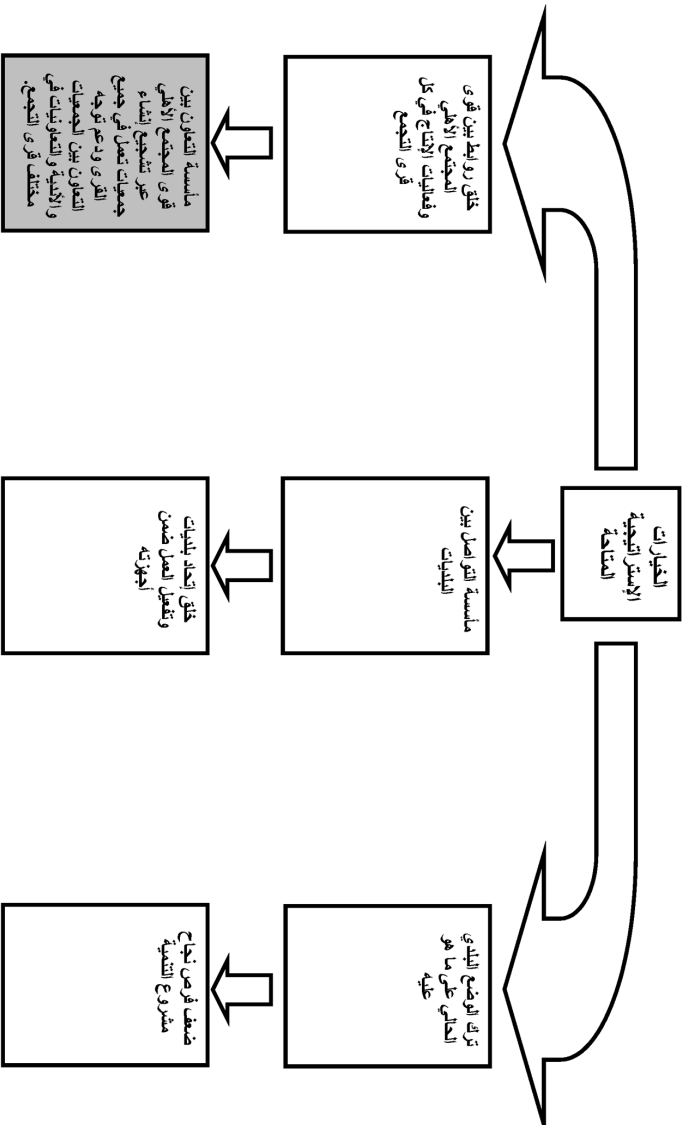 الخيارات
الإستراتيجية
المتاحة
ترك الوضع البلدي
الحالي على ما هو
عليه
مأسسة التواصل بين
البلديات
خلق روابط بين قوى
المجتمع الأهلي
وفعاليات الإنتاج في كل
قرى التجمع
ضعف فرص نجاح
مشروع التنمية
خلق إتحاد بلديات
وتفعيل العمل ضمن
أجهزته
مأسسة التعاون بين
قوى المجتمع الأهلي
عبر تشجيع إنشاء
جمعيات تعمل في جميع
القرى ودعم توجه
التعاون بين الجمعيات
والأندية والتعاونيات في
مختلف قرى التجمع.